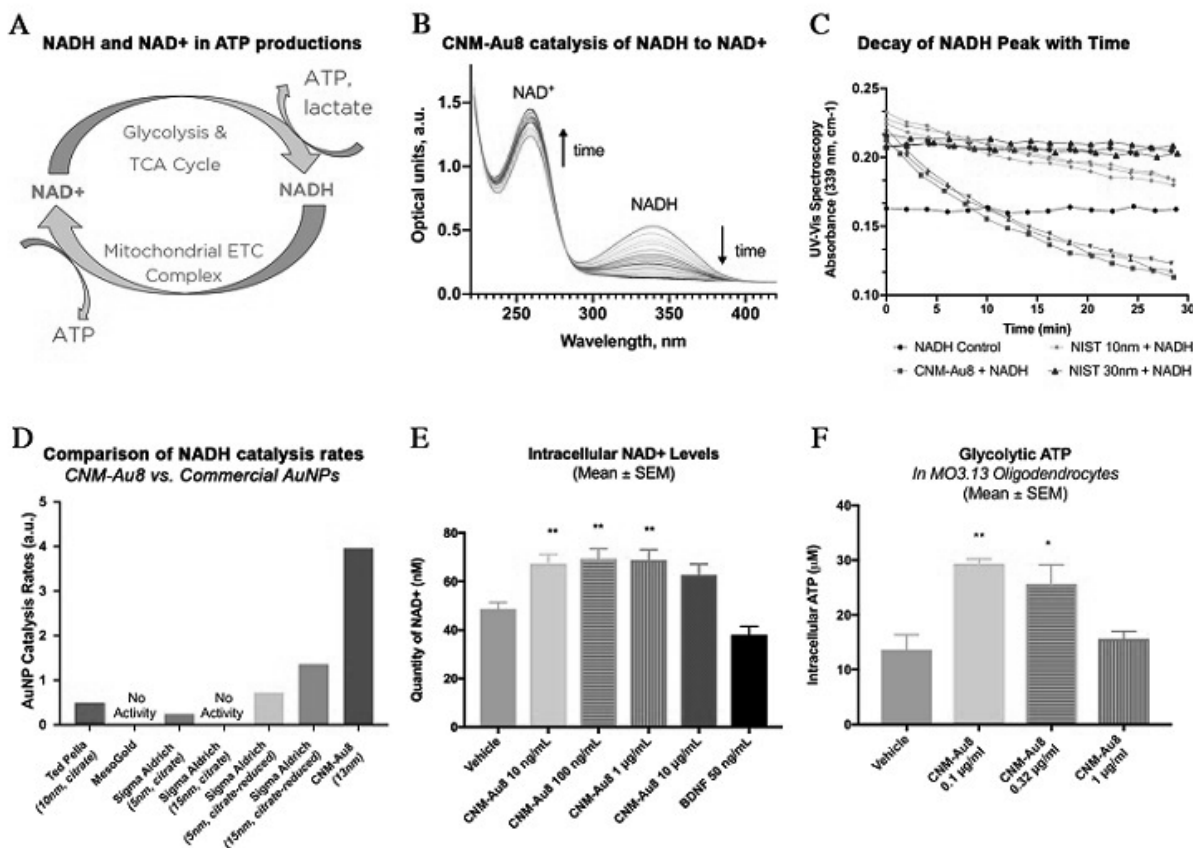 A
NADH and NAD+ in ATP productions
ATP,
lactate
Glycolysis &
TCA Cycle
NAD+
NADH
Mitochondrial ETC
Complex
ATP
B
CNM-Au8 catalysis of NADH to NAD+
Optical units, a.u.
1.5
1.0
0.5
0.0
NAD+
time
NADH
time
250
300
350
400
Wavelength, nm
C
Decay of NADH Peak with Time
UV-Vis Spectroscopy
Absorbance (339 nm, cm-1)
0.20
0.15
0.10
0
5
10
15
20
25
30
Time (min)
NADH Control
NIST 10nm + NADH
CNM-Au8 + NADH
NIST 30nm + NADH
D
Comparison of NADH catalysis rates
CNM-Au8 vs. Commercial AuNPs
AuNP Catalysis Rates (a.u.)
5
4
3
2
1
0
No
Activity
No
Activity
Ted Pella
(10nm, citrate)
MesoGold
Sigma Aldrich
(5nm, citrate)
Sigma Aldrich
(15nm, citrate)
Sigma Aldrich
(5nm, citrate-reduced)
Sigma Aldrich
(15nm, citrate-reduced)
CNM-Au8
(13nm)
E
Intracellular NAD+ Levels
(Mean ± SEM)
Quantity of NAD+ (nM)
80
60
40
20
0
**
**
**
Vehicle
CNM-Au8 10 ng/mL
CNM-Au8 100 ng/mL
CNM-Au8 1 µg/mL
CNM-Au8 10 µg/mL
BDNF 50 ng/mL
F
Glycolytic ATP
In MO3.13 Oligodendrocytes
(Mean ± SEM)
Intracellular ATP (µM)
40
30
20
10
0
**
*
Vehicle
CNM-Au8
0.1 µg/ml
CNM-Au8
0.32 µg/ml
CNM-Au8
1 µg/ml